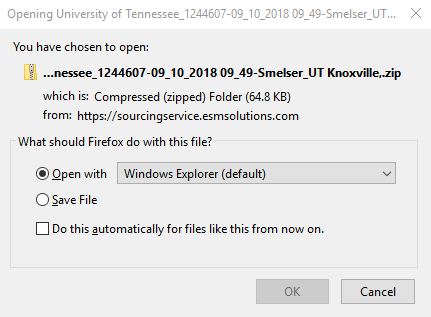 Opening University of Tennessee_1244607-09_10_2018 09_49-Smelser_UT...
You have chosen to open:
...nessee_1244607-09_10_2018 09_49-Smelser_UT Knoxville,.zip
which is: Compressed (zipped) Folder (64.8 KB)
from: https://sourcingservice.esmsolutions.com
What should Firefox do with this file?
Open with Windows Explorer (default)
Save File
Do this automatically for files like this from now on.
OK Cancel